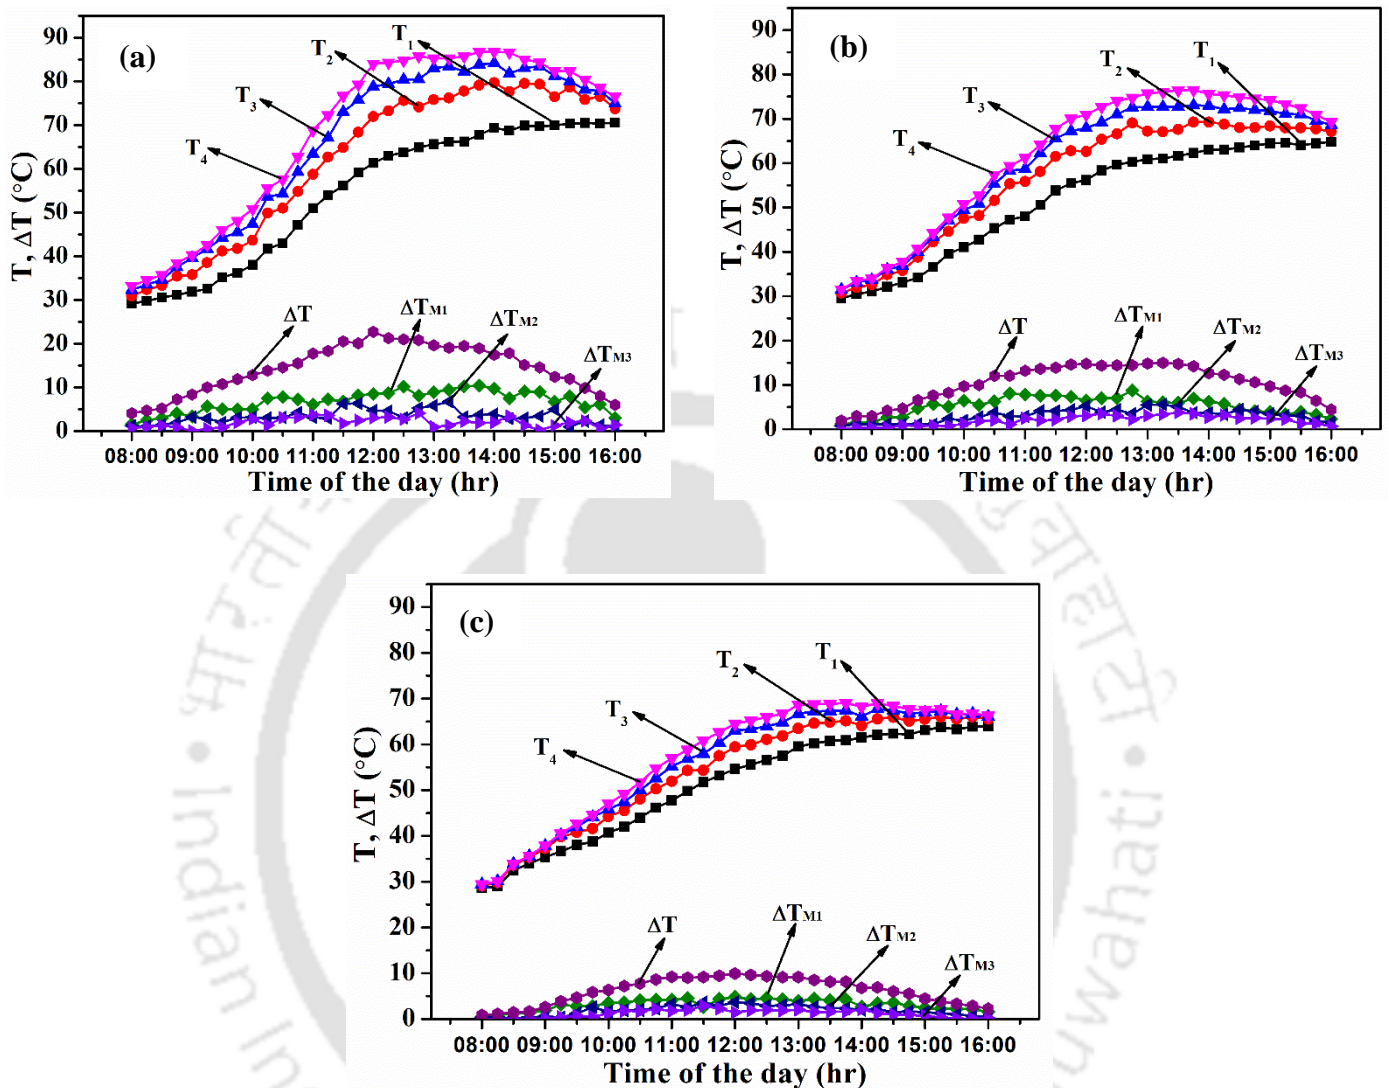 (a)
T1
T2
T3
T4
ΔT
ΔTM1
ΔTM2
ΔTM3
T, ΔT (°C)
90
80
70
60
50
40
30
20
10
0
08:00 09:00 10:00 11:00 12:00 13:00 14:00 15:00 16:00
Time of the day (hr)
(b)
T1
T2
T3
T4
ΔT
ΔTM1
ΔTM2
ΔTM3
T, ΔT (°C)
90
80
70
60
50
40
30
20
10
0
08:00 09:00 10:00 11:00 12:00 13:00 14:00 15:00 16:00
Time of the day (hr)
(c)
T1
T2
T3
T4
ΔT
ΔTM1
ΔTM2
ΔTM3
T, ΔT (°C)
90
80
70
60
50
40
30
20
10
0
08:00 09:00 10:00 11:00 12:00 13:00 14:00 15:00 16:00
Time of the day (hr)
Indian In
uwahati